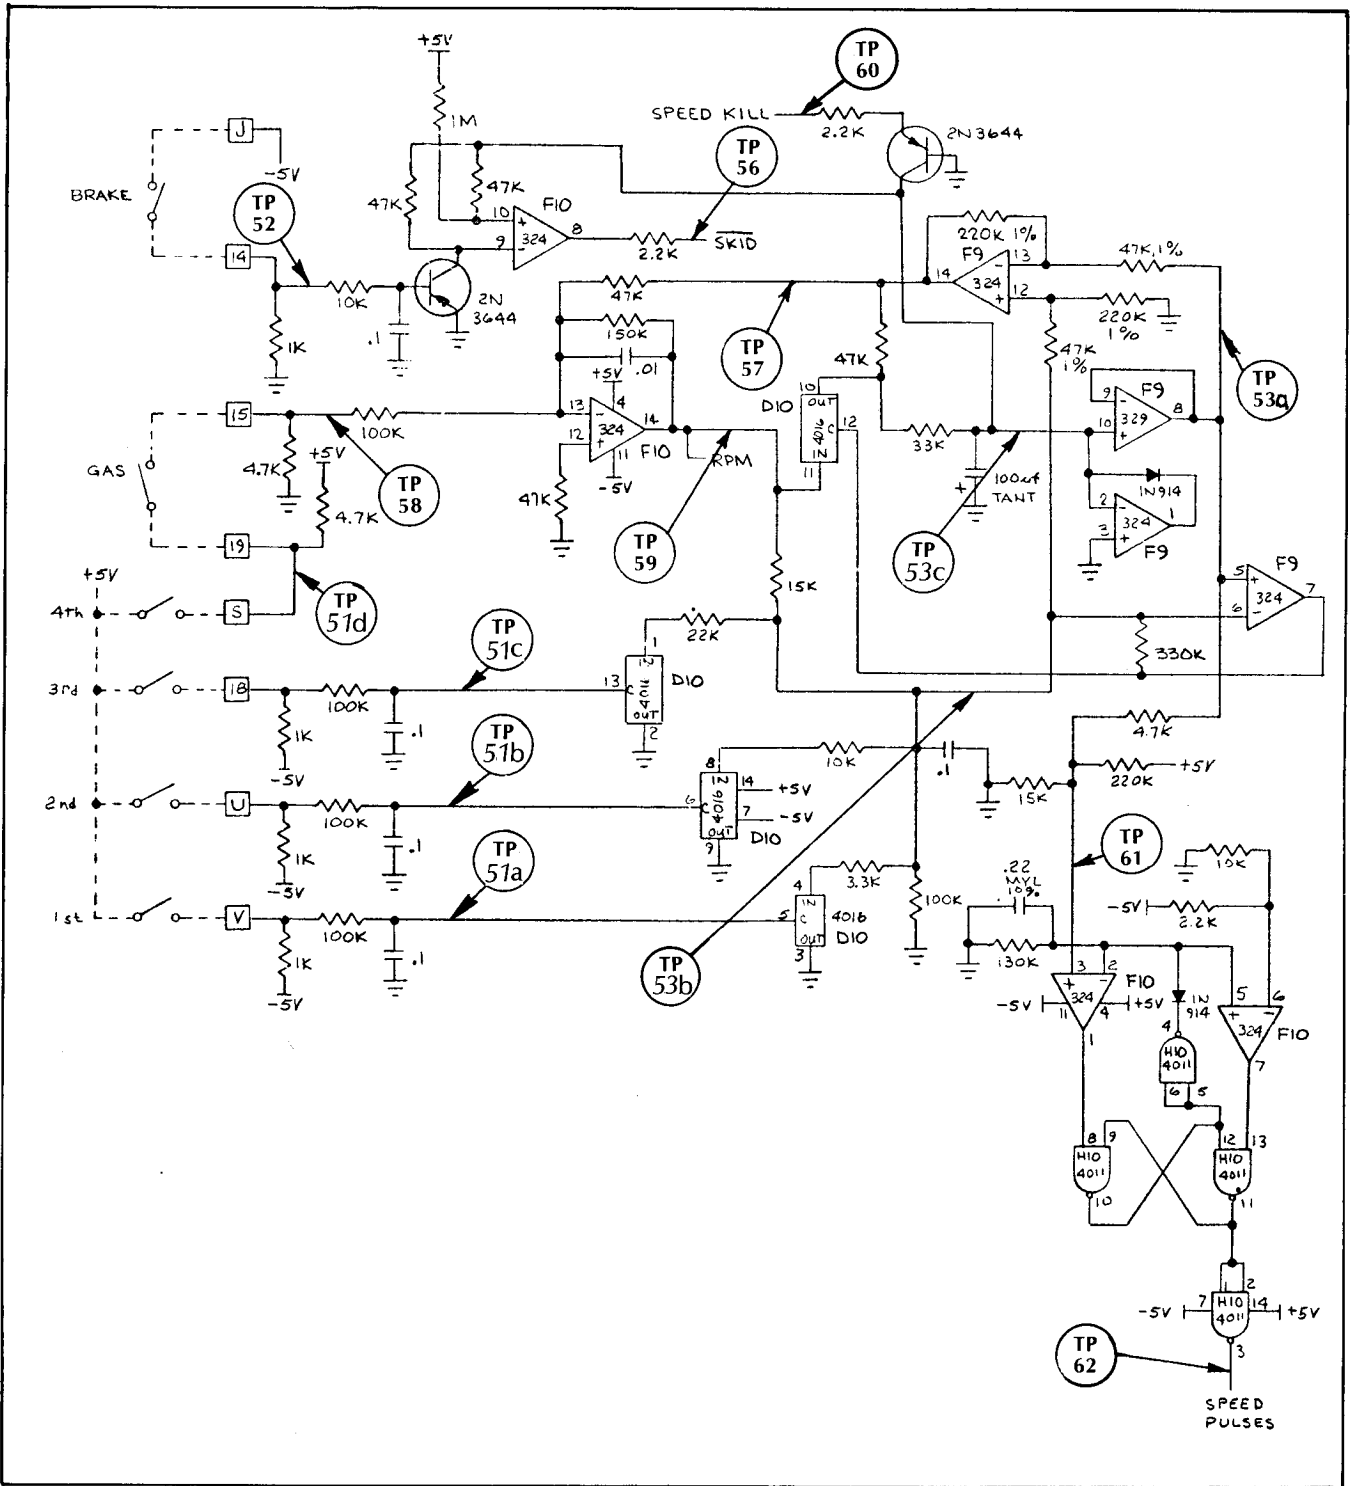 +5V
1M
J
-5V
BRAKE
TP
52
14
10K
1K
.1
47K
47K
10
+
9
-
324
F10
8
2.2K
SKID
2N
3644
TP
56
TP
60
SPEED KILL
2.2K
2N3644
220K 1%
F9
14
324
-
13
+
12
47K,1%
220K
1%
47K
1%
TP
53a
47K
150K
.01
+5V
4
13
-
12
+
324
14
11
F10
-5V
RPM
47K
TP
57
47K
D10
10
OUT
4016
C
IN
11
12
33K
+
100uf
TANT
TP
53c
9
-
10
+
F9
329
8
1N914
2
-
3
+
324
1
F9
15
100K
4.7K
+5V
GAS
TP
58
4.7K
19
TP
59
15K
5
+
6
-
324
F9
7
330K
+5V
4th
S
TP
51d
22K
3rd
18
100K
1K
-5V
.1
TP
51c
1
IN
13
C
4016
OUT
2
D10
2nd
U
100K
1K
-5V
.1
TP
51b
10K
8
IN
6
C
4016
14
+5V
7
-5V
OUT
9
D10
.1
15K
4.7K
220K
+5V
1st
V
100K
1K
-5V
.1
TP
51a
3.3K
4
IN
5
C
4016
D10
OUT
3
100K
TP
53b
TP
61
10K
-5V
2.2K
.22
MYL
10%
130K
3
+
2
-
324
F10
-5V
11
4
+5V
1
1N
914
4
H10
4011
6
5
5
+
6
-
324
F10
7
8
9
H10
4011
10
12
13
H10
4011
11
1
2
-5V
7
H10
4011
14
+5V
3
TP
62
SPEED
PULSES